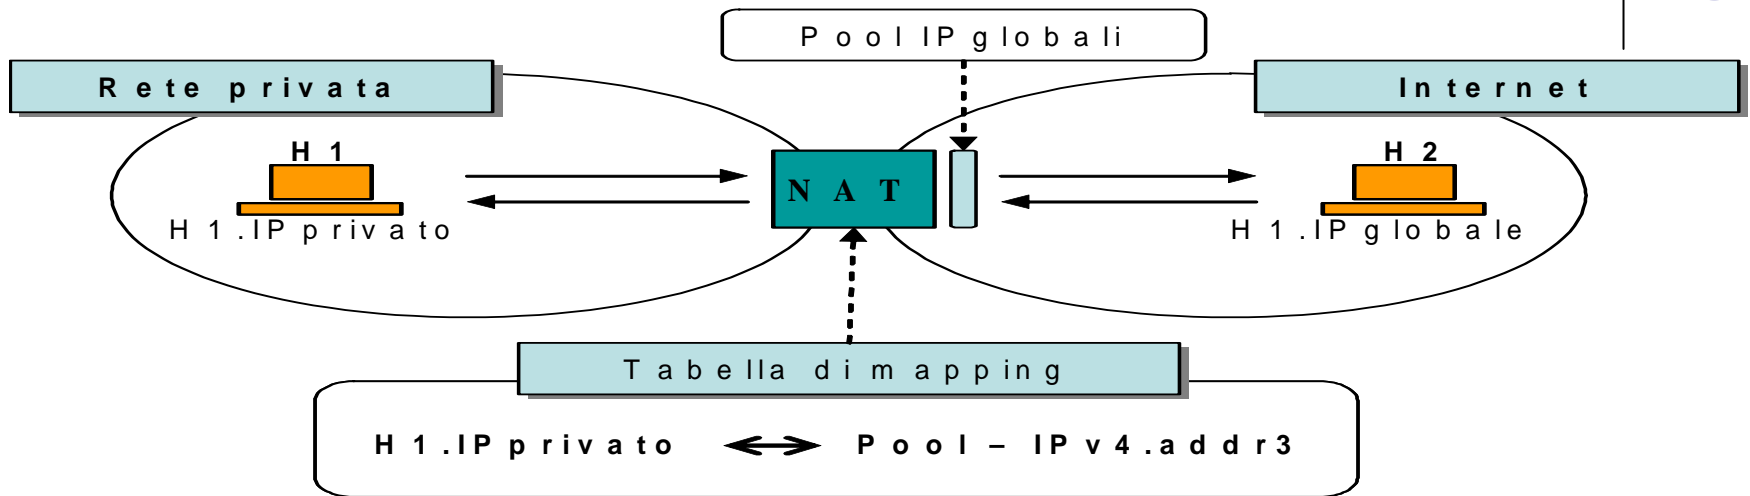 Pool IP globali
Rete privata
Internet
H1
H2
NAT
H1.IP privato
H1.IP globale
Tabella di mapping
H1.IP privato
Pool – IPv4.addr3